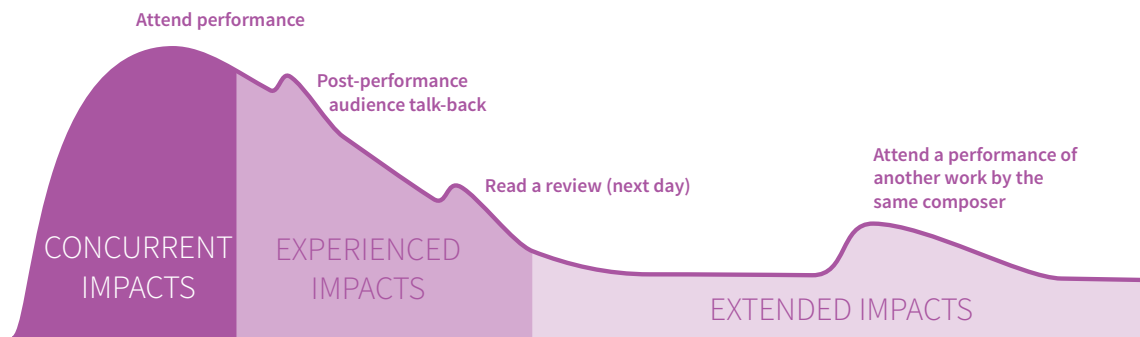 Attend performance
Post-performance
audience talk-back
Read a review (next day)
Attend a performance of
another work by the
same composer
CONCURRENT
IMPACTS
EXPERIENCED
IMPACTS
EXTENDED IMPACTS